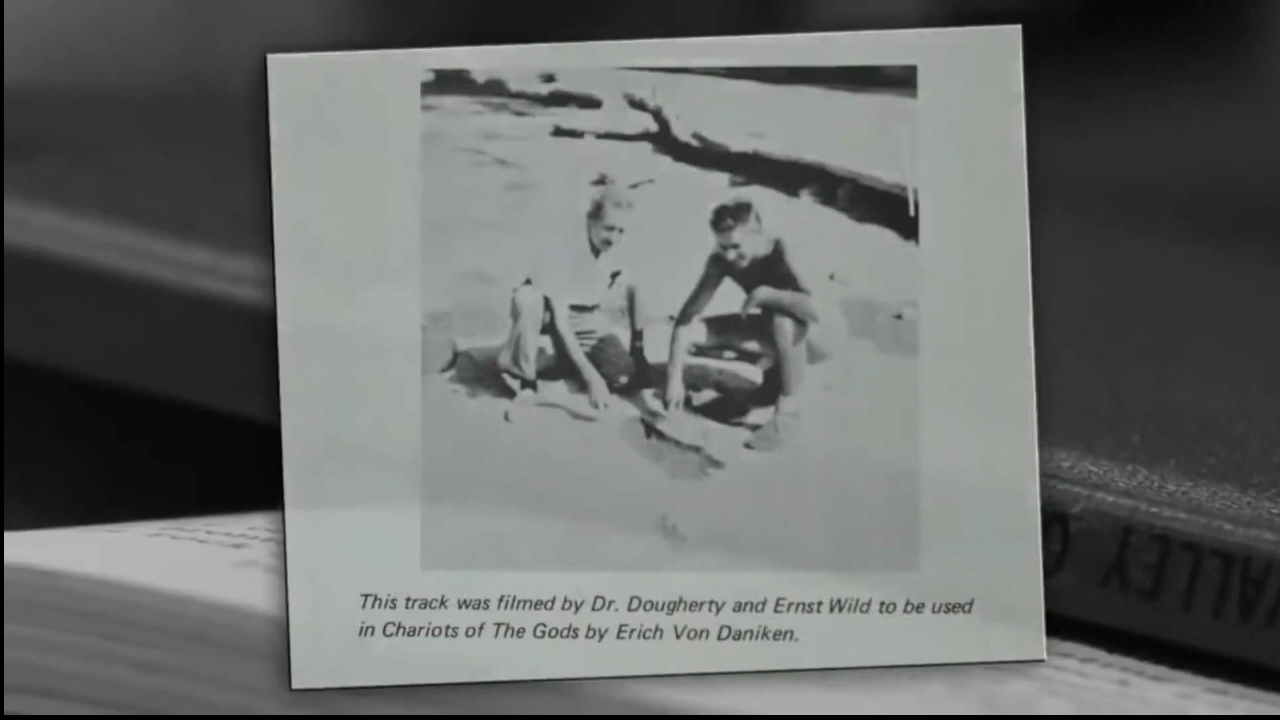 This track was filmed by Dr. Dougherty and Ernst Wild to be used
in Chariots of The Gods by Erich Von Daniken.
VALLEY O